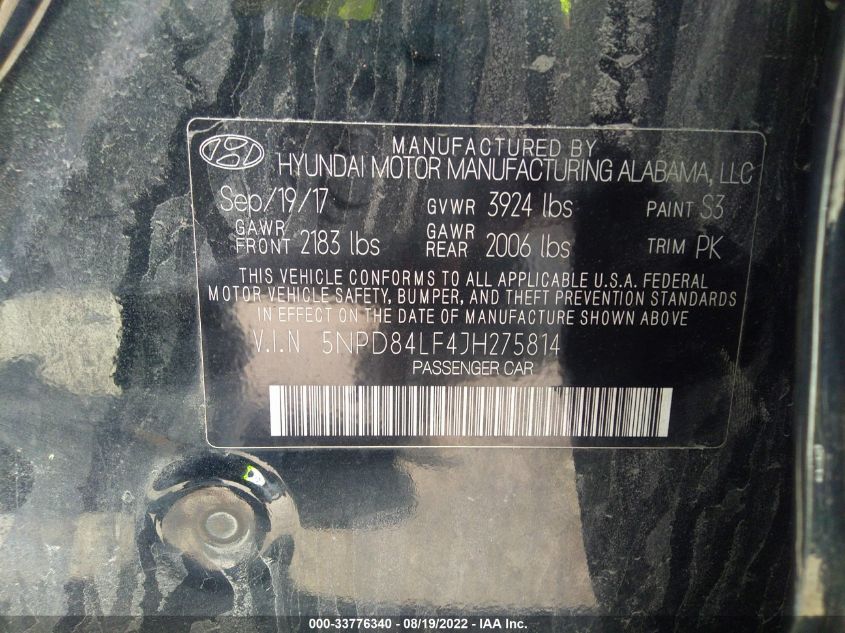 MANUFACTURED BY
HYUNDAI MOTOR MANUFACTURING ALABAMA, LLC
Sep/19/17 GVWR 3924 lbs PAINT S3
GAWR FRONT 2183 lbs GAWR REAR 2006 lbs TRIM PK
THIS VEHICLE CONFORMS TO ALL APPLICABLE U.S.A. FEDERAL
MOTOR VEHICLE SAFETY, BUMPER, AND THEFT PREVENTION STANDARDS
IN EFFECT ON THE DATE OF MANUFACTURE SHOWN ABOVE.
V.I.N 5NPD84LF4JH275814
PASSENGER CAR
000-33776340 - 08/19/2022 - IAA Inc.